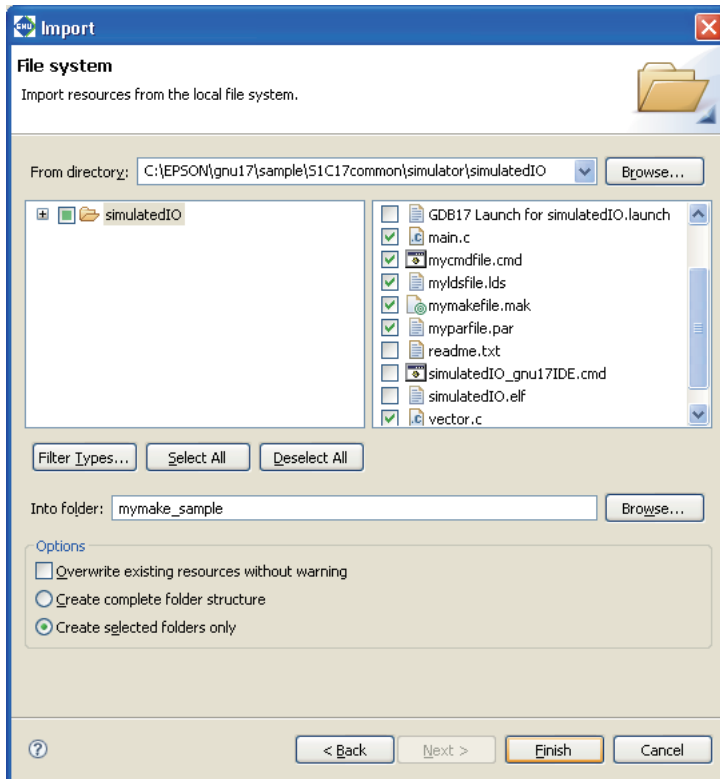 GNU Import
File system
Import resources from the local file system.
From directory: C:\EPSON\gnu17\sample\S1C17common\simulator\simulatedIO Browse...
simulatedIO
GDB17 Launch for simulatedIO.launch
main.c
mycmdfile.cmd
myldsfile.lds
mymakefile.mak
myparfile.par
readme.txt
simulatedIO_gnu17IDE.cmd
simulatedIO.elf
vector.c
Filter Types... Select All Deselect All
Into folder: mymake_sample Browse...
Options
Overwrite existing resources without warning
Create complete folder structure
Create selected folders only
? < Back Next > Finish Cancel